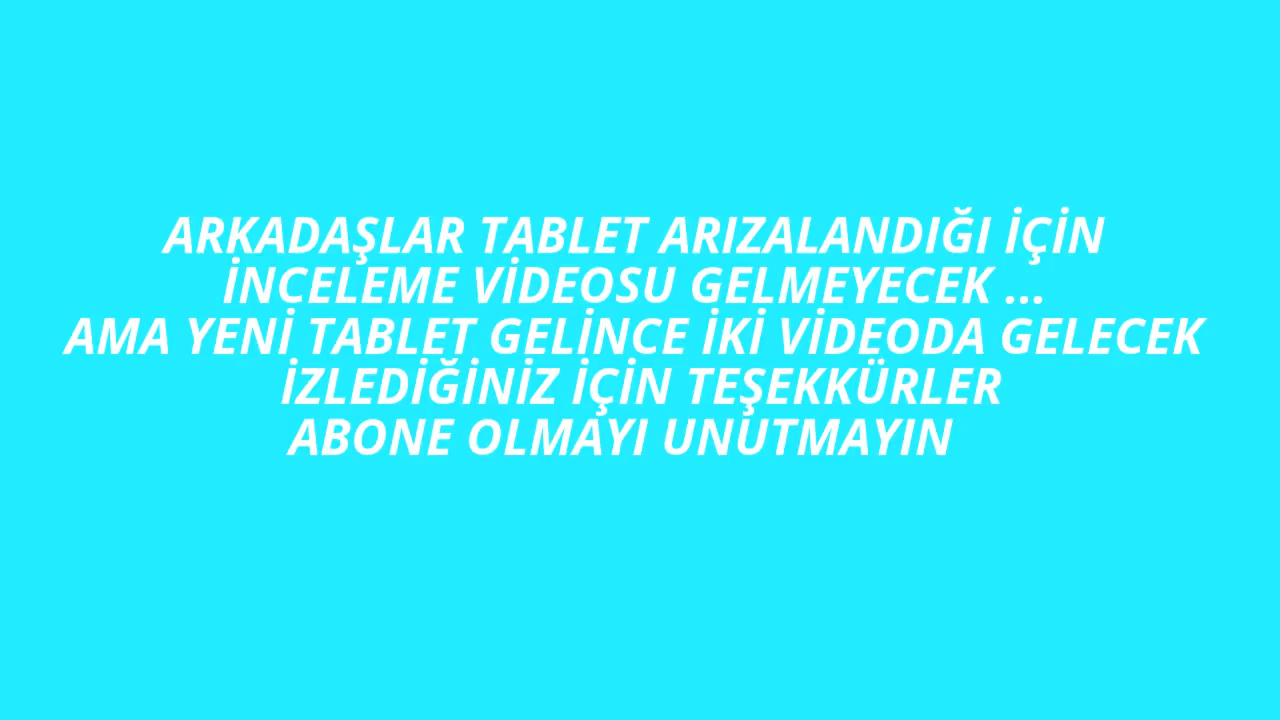 ARKADAŞLAR TABLET ARIZALANDIĞI İÇİN
İNCELEME VİDEOSU GELMEYECEK ...
AMA YENİ TABLET GELİNCE İKİ VİDEODA GELECEK
İZLEDİĞİNİZ İÇİN TEŞEKKÜRLER
ABONE OLMAYI UNUTMAYIN